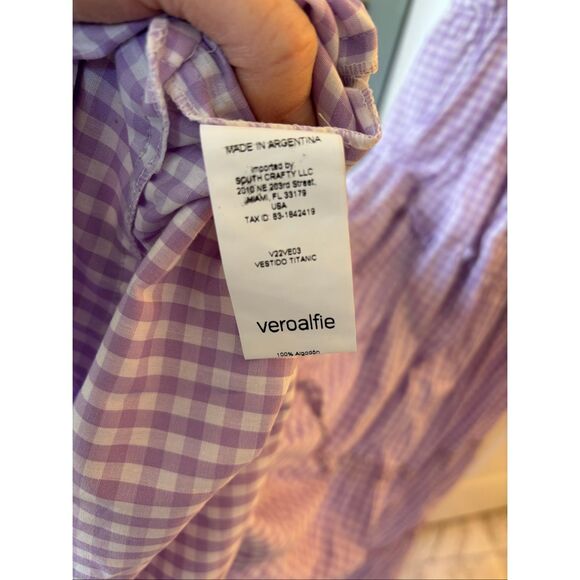 MADE IN ARGENTINA
Imported by
SOUTH CRAFTY LLC
2010 NE 203rd Street,
MIAMI, FL 33179
USA
TAX ID: 83-1842419
V22VE03
VESTIDO TITANIC
veroalfie
100% Algodón